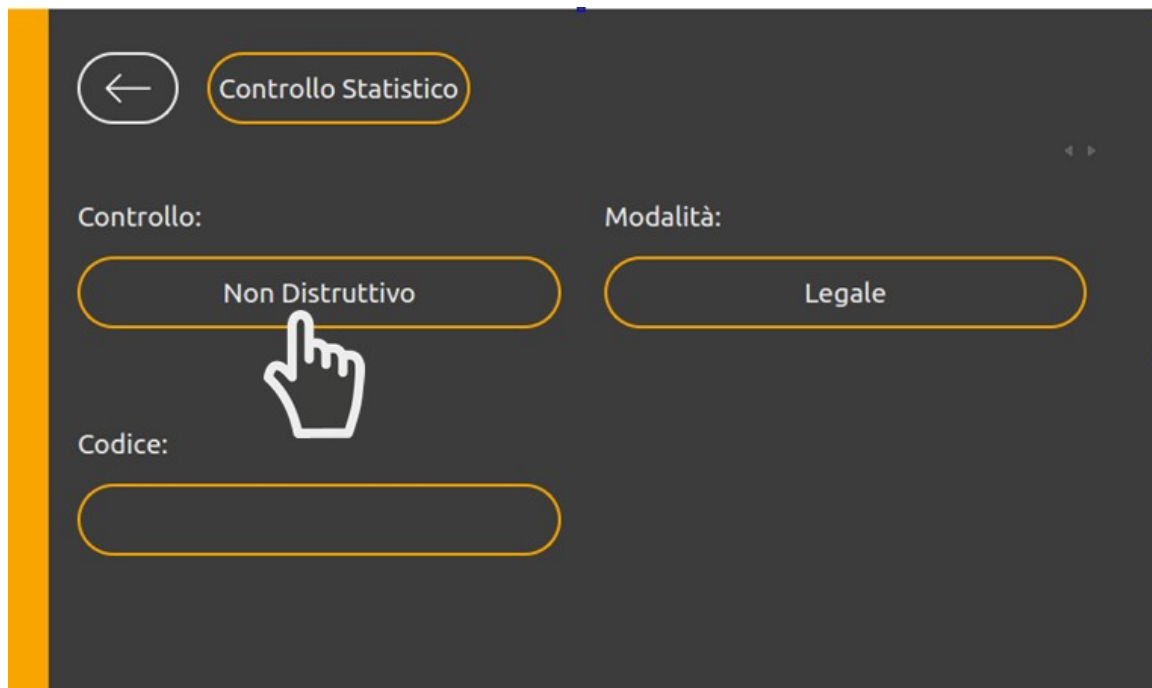 Controllo Statistico
Controllo:
Modalità:
Non Distruttivo
Legale
Codice: